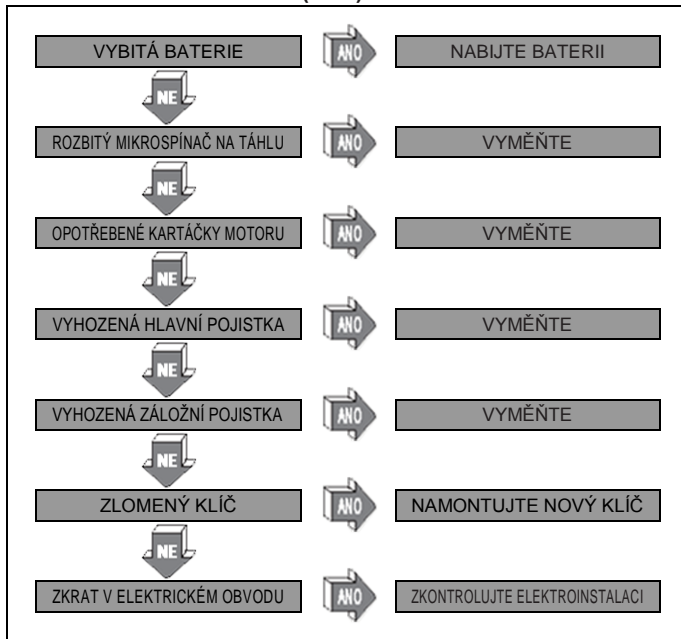 VYBITÁ BATERIE
ANO
NABIJTE BATERII
NE
ROZBITÝ MIKROSPÍNAČ NA TÁHLU
ANO
VYMĚŇTE
NE
OPOTŘEBENÉ KARTÁČKY MOTORU
ANO
VYMĚŇTE
NE
VYHOZENÁ HLAVNÍ POJISTKA
ANO
VYMĚŇTE
NE
VYHOZENÁ ZÁLOŽNÍ POJISTKA
ANO
VYMĚŇTE
NE
ZLOMENÝ KLÍČ
ANO
NAMONTUJTE NOVÝ KLÍČ
NE
ZKRAT V ELEKTRICKÉM OBVODU
ANO
ZKONTROLUJTE ELEKTROINSTALACI